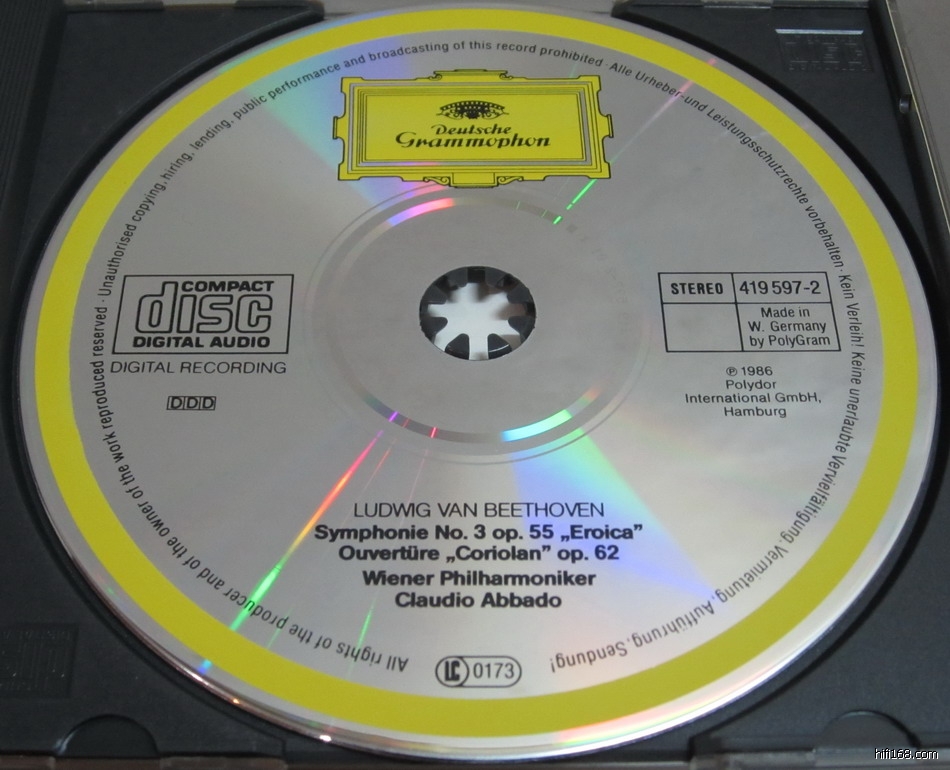 Unauthorised copying, hiring, lending, public performance and broadcasting of this record prohibited · Alle Urheber- und Leistungsschutzrechte vorbehalten · Kein Verleih! Keine unerlaubte Vervielfältigung, Vermietung, Aufführung, Sendung!
Deutsche
Grammophon
COMPACT
disc
DIGITAL AUDIO
DIGITAL RECORDING
DDD
STEREO
419 597-2
Made in
W. Germany
by PolyGram
℗ 1986
Polydor
International GmbH,
Hamburg
LUDWIG VAN BEETHOVEN
Symphonie No. 3 op. 55 „Eroica”
Ouvertüre „Coriolan” op. 62
Wiener Philharmoniker
Claudio Abbado
LC 0173
All rights of the producer and of the owner of the work reproduced reserved ·
hifi168.com